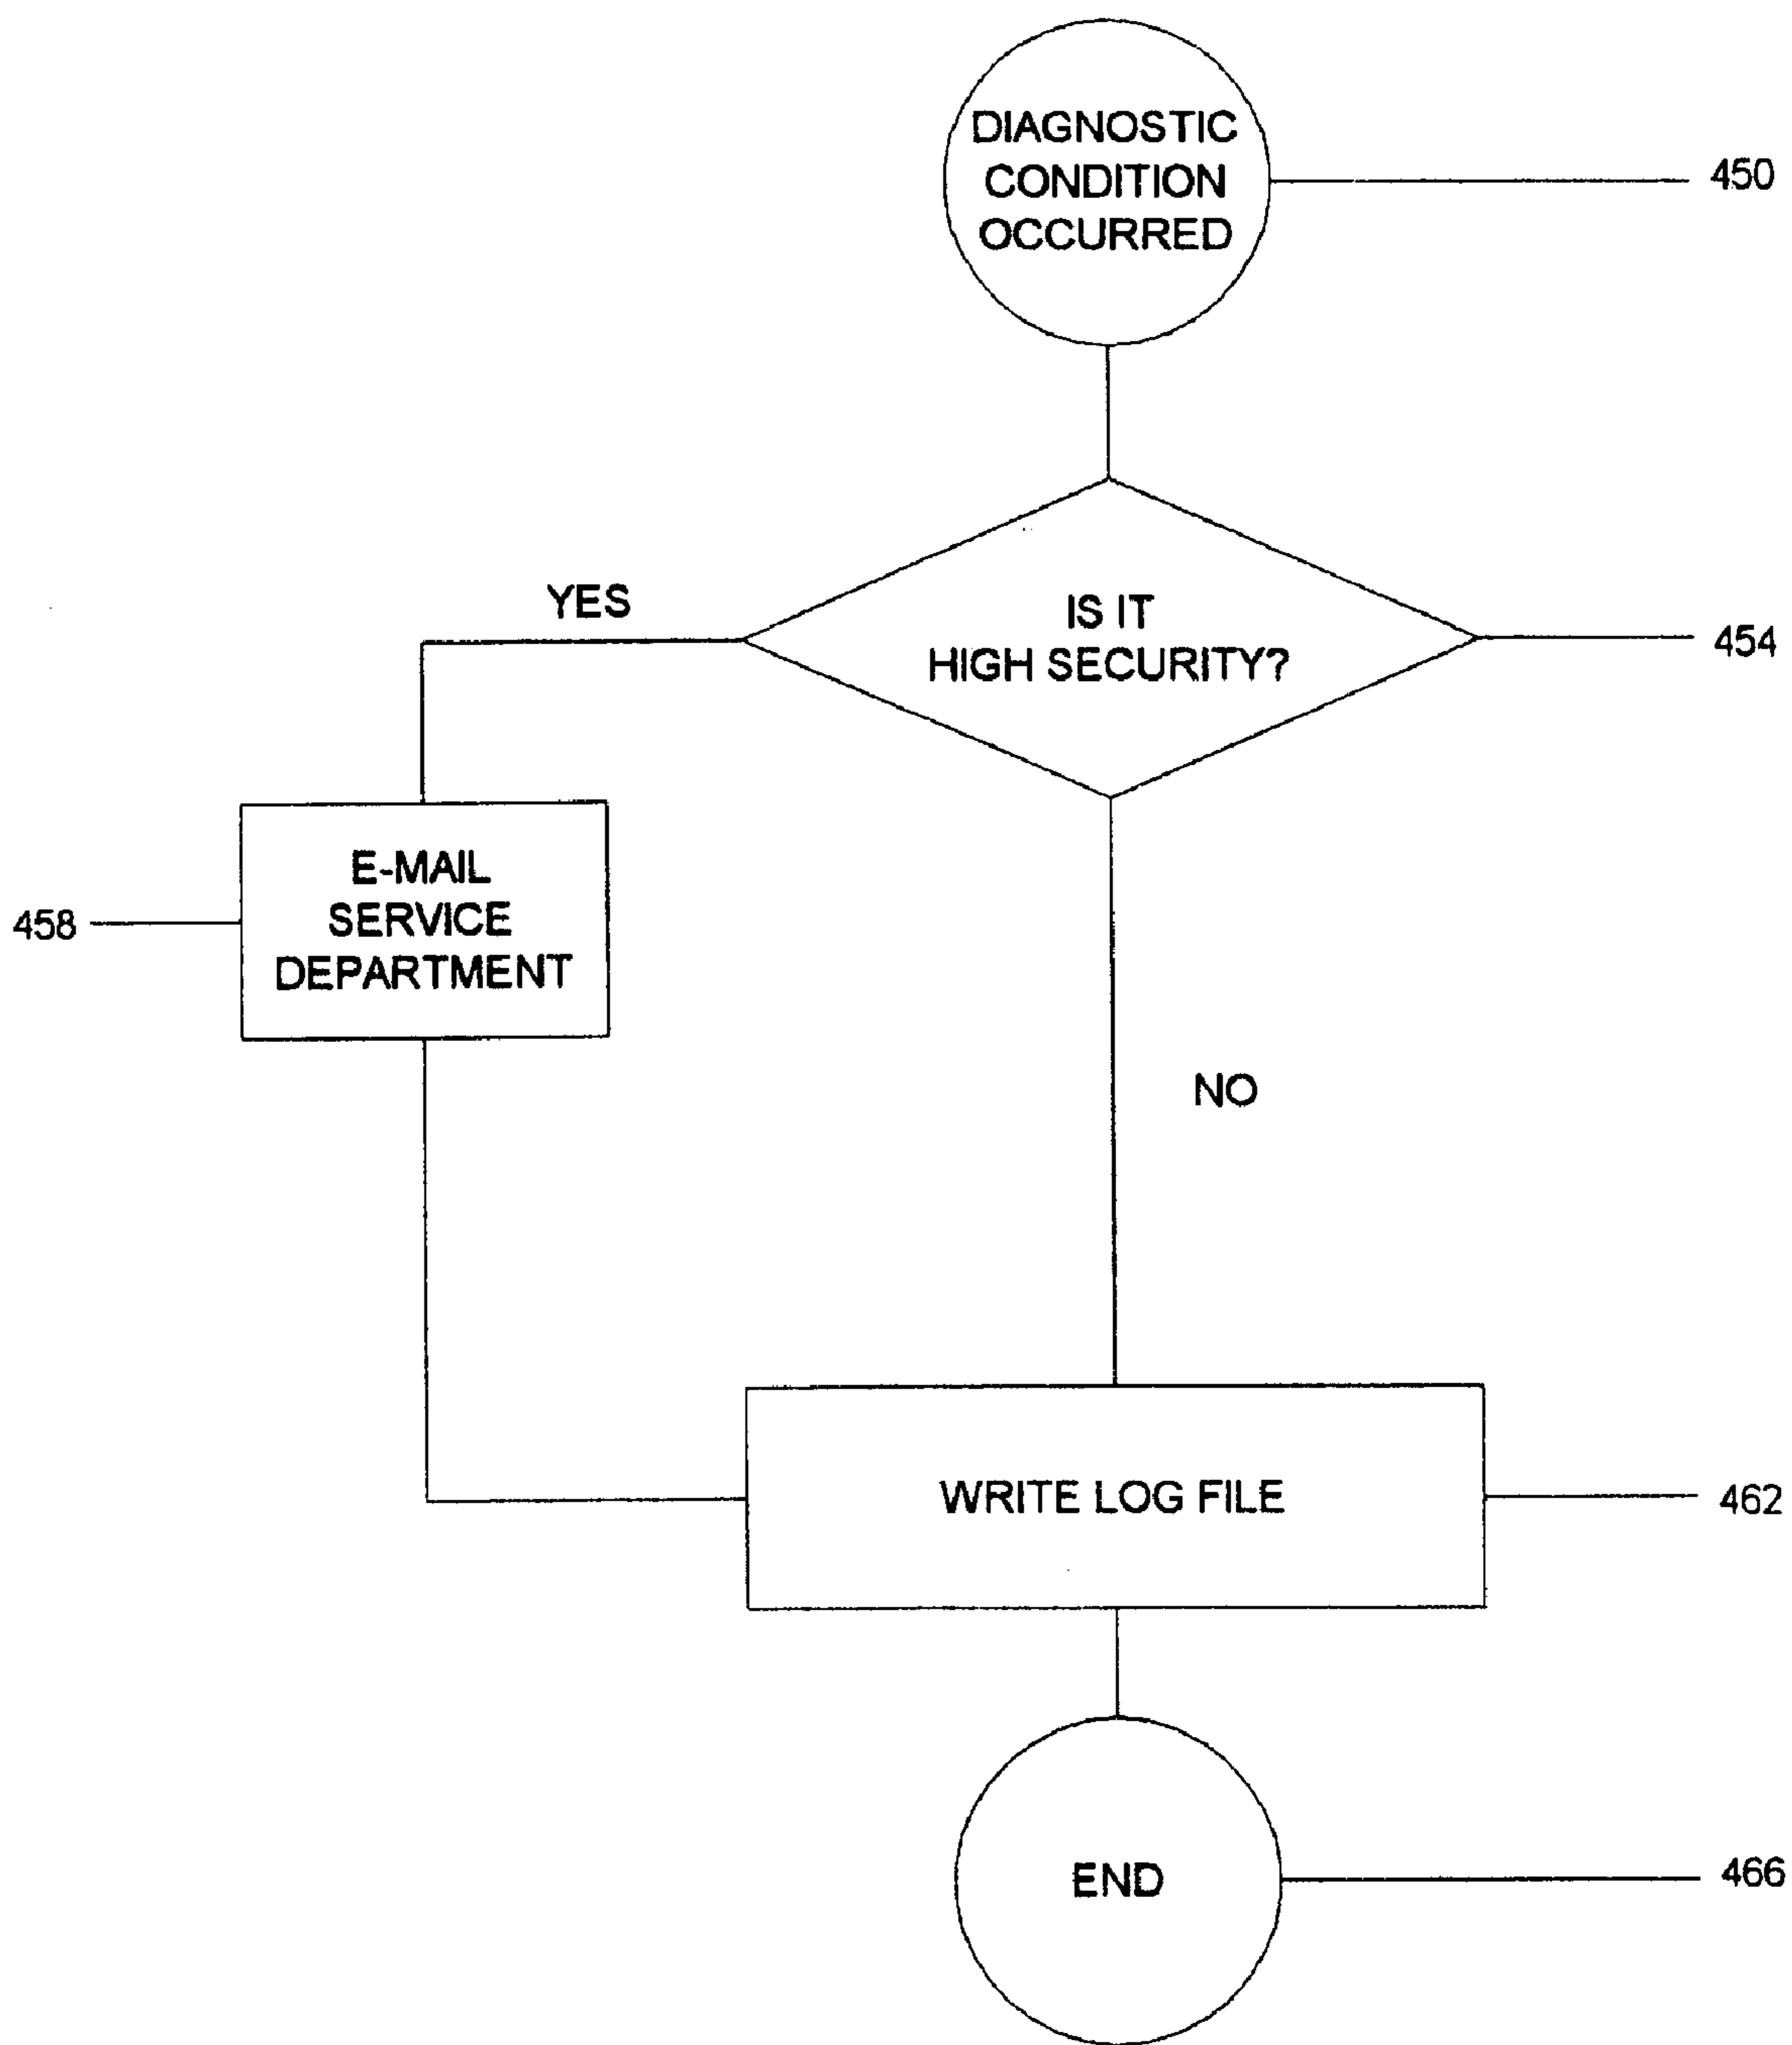 DIAGNOSTIC
CONDITION
OCCURRED
450
YES
IS IT
HIGH SECURITY?
454
E-MAIL
SERVICE
DEPARTMENT
458
NO
WRITE LOG FILE
462
END
466